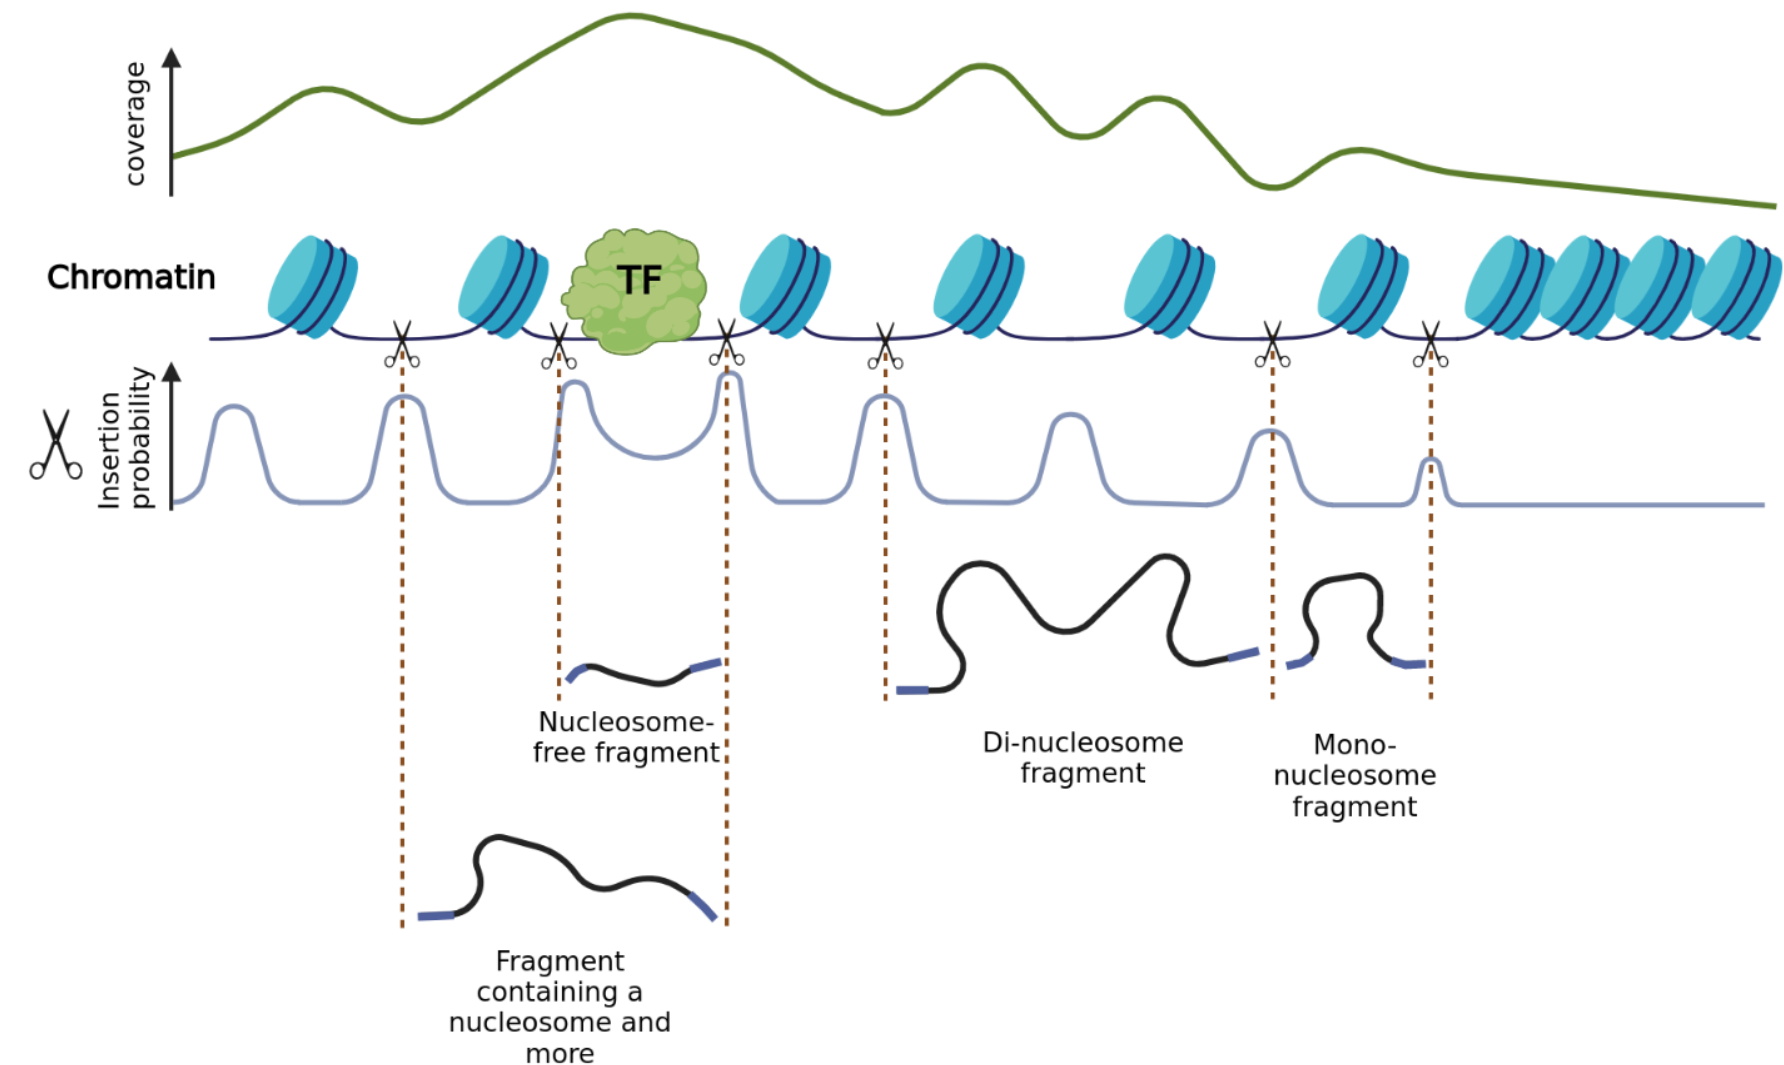 coverage
Chromatin
TF
Insertion
probability
Nucleosome-
free fragment
Di-nucleosome
fragment
Mono-
nucleosome
fragment
Fragment
containing a
nucleosome and
more